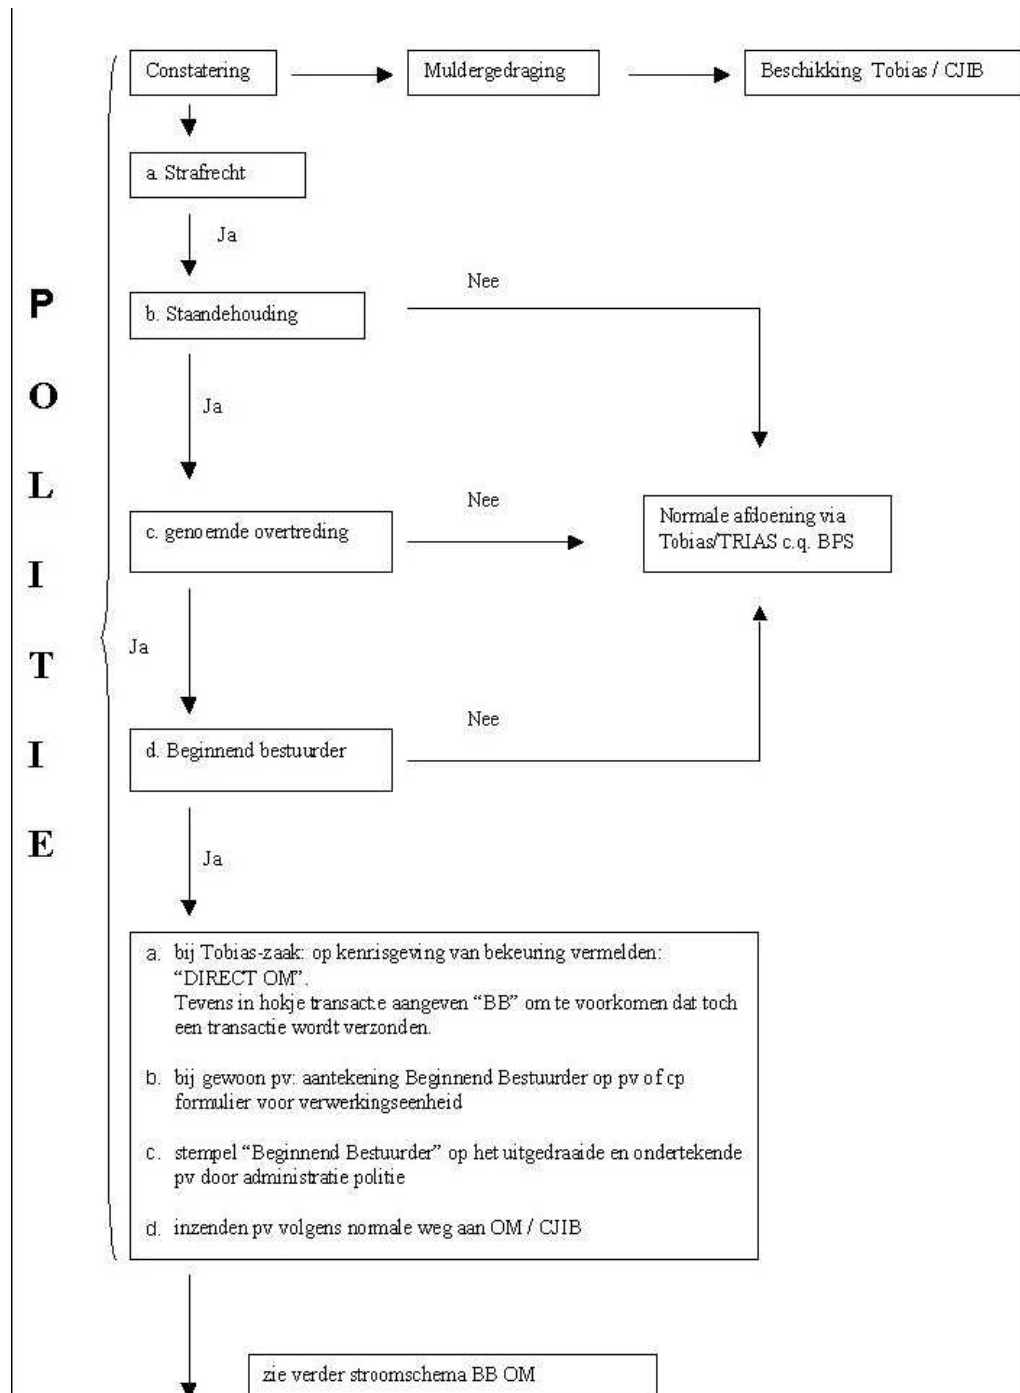 Constatering
Muldergedraging
Beschikking Tobias / CJIB
a. Strafrecht
Ja
Nee
b. Staandehouding
Ja
Nee
c. genoemde overtreding
Normale afdoening via
Tobias/TRIAS c.q. BPS
Ja
Nee
d. Beginnend bestuurder
Ja
a. bij Tobias-zaak: op kenrisgeving van bekeuring vermelden:
“DIRECT OM”.
Tevens in hokje transactie aangeven “BB” om te voorkomen dat toch
een transactie wordt verzonden.
b. bij gewoon pv: aantekening Beginnend Bestuurder op pv of cp
formulier voor verwerkingseenheid
c. stempel “Beginnend Bestuurder” op het uitgedraaide en ondertekende
pv door administratie politie
d. inzenden pv volgens normale weg aan OM / CJIB
zie verder stroomschema BB OM
P
O
L
I
T
I
E